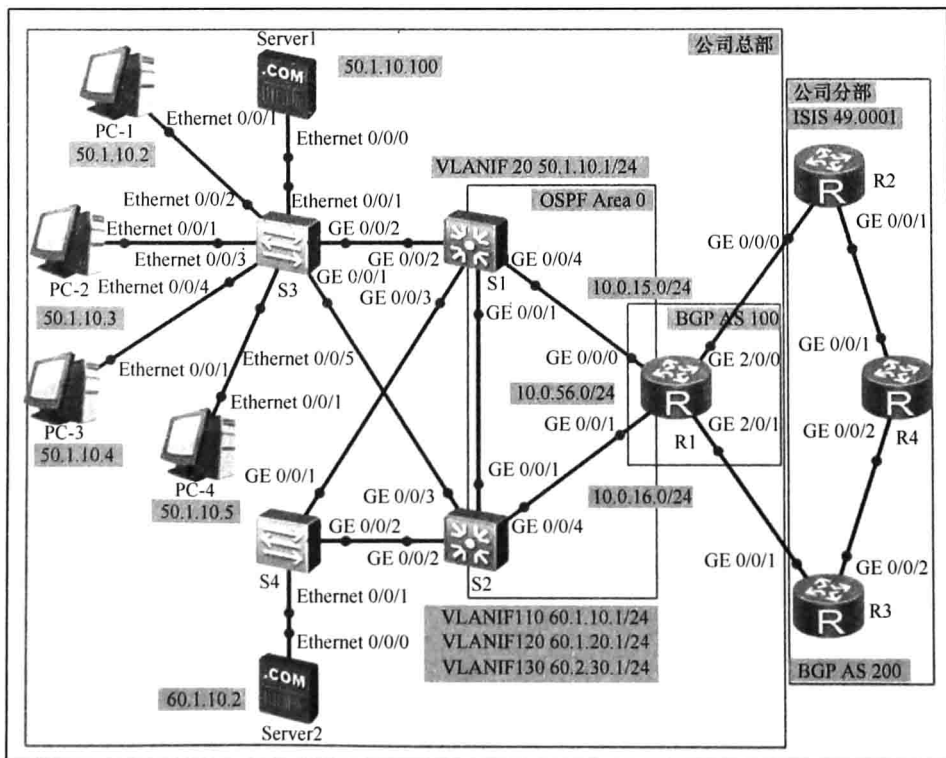 Server1
公司总部
.COM
50.1.10.100
公司分部
ISIS 49.0001
Ethernet 0/0/1
PC-1
50.1.10.2
Ethernet 0/0/0
R
R2
VLANIF 20 50.1.10.1/24
Ethernet 0/0/2
Ethernet 0/0/1
OSPF Area 0
GE 0/0/1
Ethernet 0/0/1
GE 0/0/2
GE 0/0/0
Ethernet 0/0/3
GE 0/0/2
GE 0/0/4
PC-2
Ethernet 0/0/4
S3
GE 0/0/1
S1
GE 0/0/3
10.0.15.0/24
50.1.10.3
GE 0/0/1
BGP AS 100
Ethernet 0/0/5
GE 0/0/0
GE 2/0/0
GE 0/0/1
Ethernet 0/0/1
10.0.56.0/24
R
R
Ethernet 0/0/1
GE 0/0/1
R1
GE 2/0/1
GE 0/0/2
R4
PC-3
50.1.10.4
PC-4
GE 0/0/1
GE 0/0/1
50.1.10.5
GE 0/0/3
10.0.16.0/24
GE 0/0/2
GE 0/0/4
GE 0/0/2
S4
S2
GE 0/0/1
GE 0/0/2
R
R3
Ethernet 0/0/1
VLANIF110 60.1.10.1/24
Ethernet 0/0/0
VLANIF120 60.1.20.1/24
VLANIF130 60.2.30.1/24
BGP AS 200
.COM
60.1.10.2
Server2